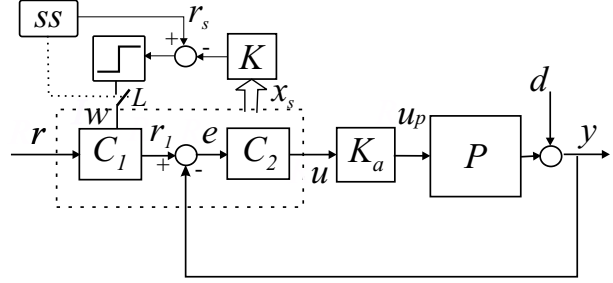 ss
r_s
+
-
K
L
x_s
w
r
C_1
r_1
+
-
e
C_2
u
K_a
u_p
P
d
y